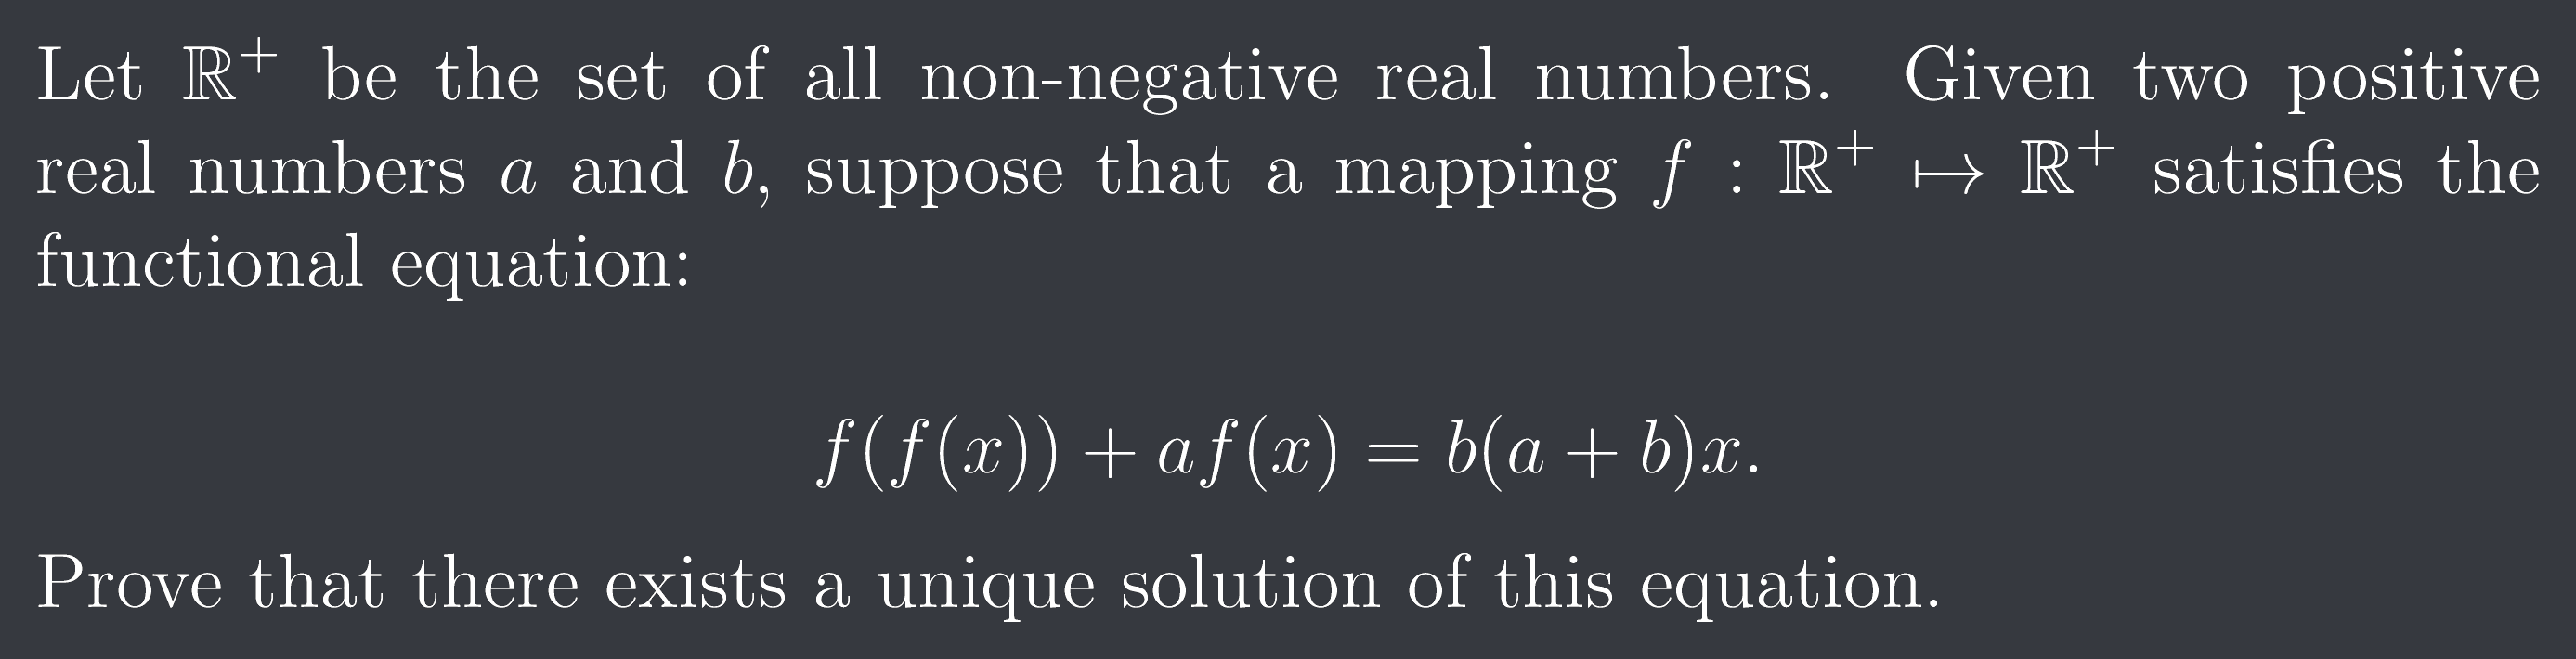 Let ℝ⁺ be the set of all non-negative real numbers. Given two positive
real numbers a and b, suppose that a mapping f : ℝ⁺ ↦ ℝ⁺ satisfies the
functional equation:
f(f(x)) + af(x) = b(a + b)x.
Prove that there exists a unique solution of this equation.